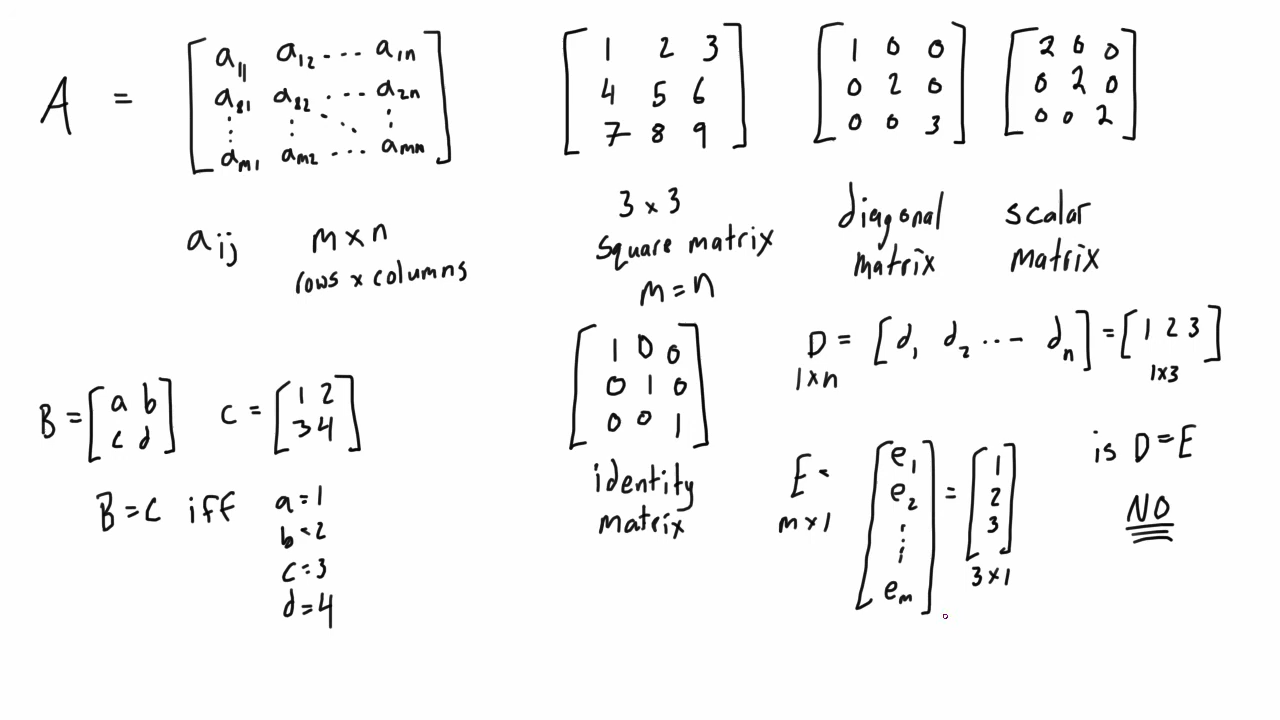 A = [ a11 a12 ... a1n
a21 a22 ... a2n
⋮ ⋮ ⋱ ⋮
am1 am2 ... amn ]
aij m x n
rows x columns
[ 1 2 3
4 5 6
7 8 9 ]
3 x 3
square matrix
m = n
[ 1 0 0
0 2 0
0 0 3 ]
diagonal
matrix
[ 2 0 0
0 2 0
0 0 2 ]
scalar
matrix
B = [ a b
c d ]
C = [ 1 2
3 4 ]
B = C iff
a = 1
b = 2
c = 3
d = 4
[ 1 0 0
0 1 0
0 0 1 ]
identity
matrix
D = [ d1 d2 ... dn ] = [ 1 2 3 ]
1 x n 1 x 3
E = [ e1
e2
⋮
em ]
m x 1
= [ 1
2
3 ]
3 x 1
is D = E
NO